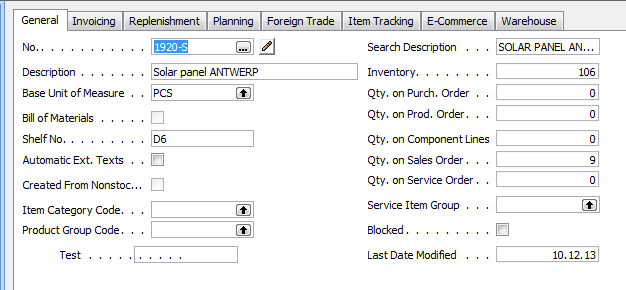 General Invoicing Replenishment Planning Foreign Trade Item Tracking E-Commerce Warehouse
No.. . . . . . . . . . . 1920-S ... Search Description . . . SOLAR PANEL AN...
Description . . . . . . . Solar panel ANTWERP Inventory. . . . . . . . . 106
Base Unit of Measure . . PCS Qty. on Purch. Order . . 0
Bill of Materials . . . . . Qty. on Prod. Order. . . 0
Shelf No.. . . . . . . . . D6 Qty. on Component Lines 0
Automatic Ext. Texts . . Qty. on Sales Order. . . 9
Created From Nonstoc... Qty. on Service Order. . 0
Item Category Code. . . Service Item Group . . .
Product Group Code. . . Blocked . . . . . . . . .
Test . . . . . . . . . . Last Date Modified . . . 10.12.13